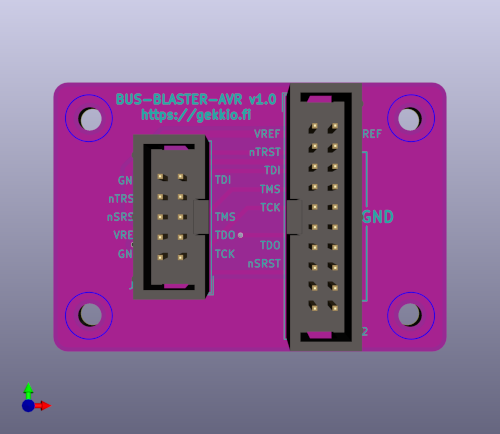 BUS-BLASTER-AVR v1.0
https://gekkio.fi
VREF
REF
nTRST
TDI
TMS
TCK
GND
TDO
nSRST
GN
nTRS
nSRS
VRE
GN
J
TDI
TMS
TDO
TCK
2